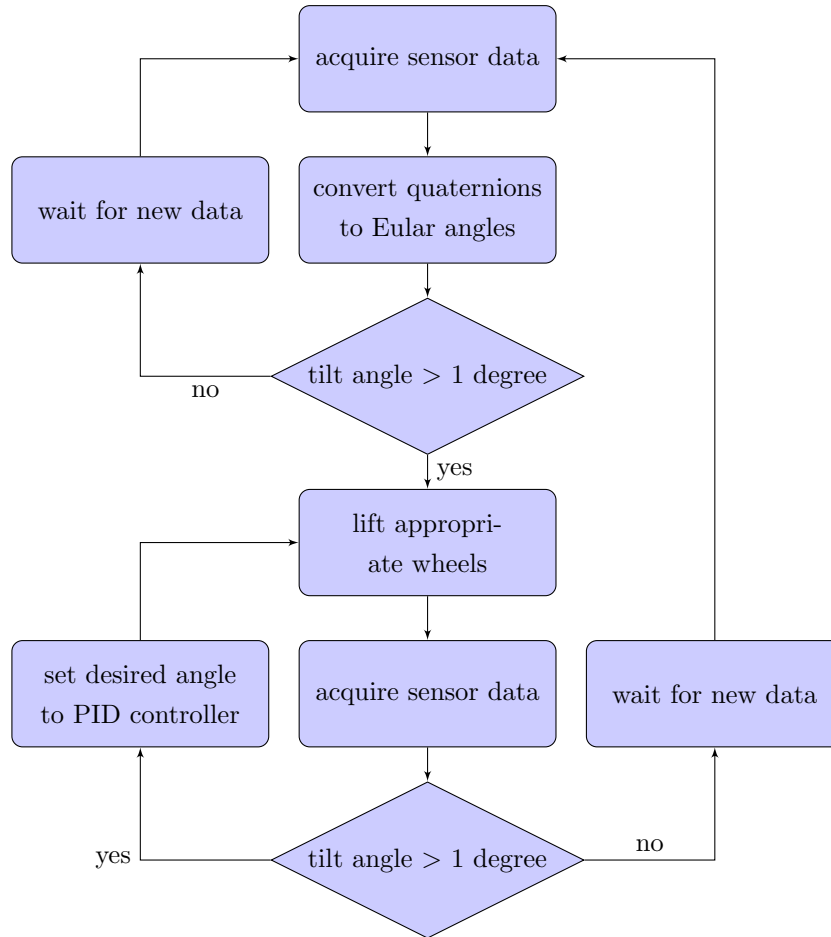 acquire sensor data
wait for new data
convert quaternions
to Eular angles
tilt angle > 1 degree
no
yes
lift appropri-
ate wheels
set desired angle
to PID controller
acquire sensor data
wait for new data
tilt angle > 1 degree
yes
no